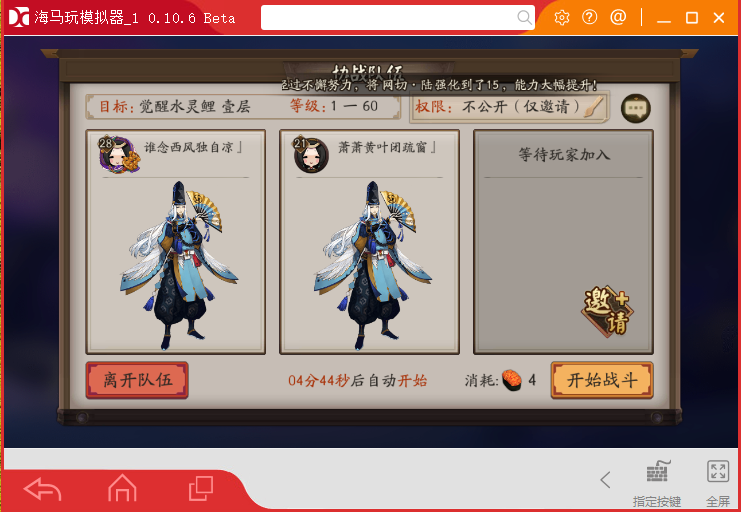 海马玩模拟器_1 0.10.6 Beta
协战队伍
过不懈努力，将网切·陆强化到了15，能力大幅提升！
目标：觉醒水灵鲤 壹层
等级：1 一 60
权限： 不公开（仅邀请）
28
谁念西风独自凉」
21
萧萧黄叶闭疏窗」
等待玩家加入
邀+请
离开队伍
04分44秒后自动开始
消耗: 4
开始战斗
指定按键
全屏